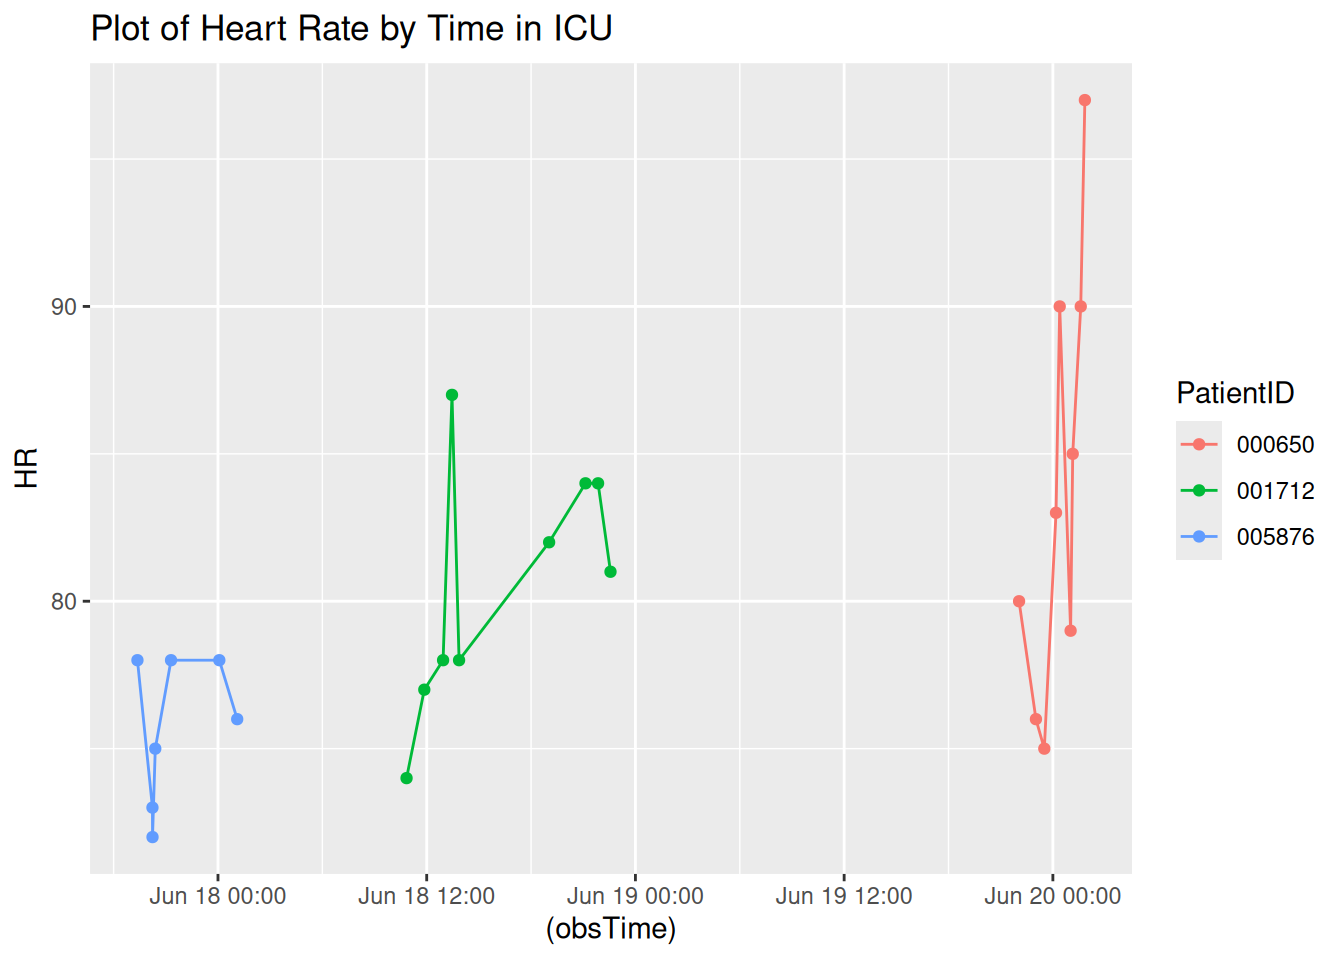 Plot of Heart Rate by Time in ICU
HR
90
80
Jun 18 00:00 Jun 18 12:00 Jun 19 00:00 Jun 19 12:00 Jun 20 00:00
(obsTime)
PatientID
000650
001712
005876